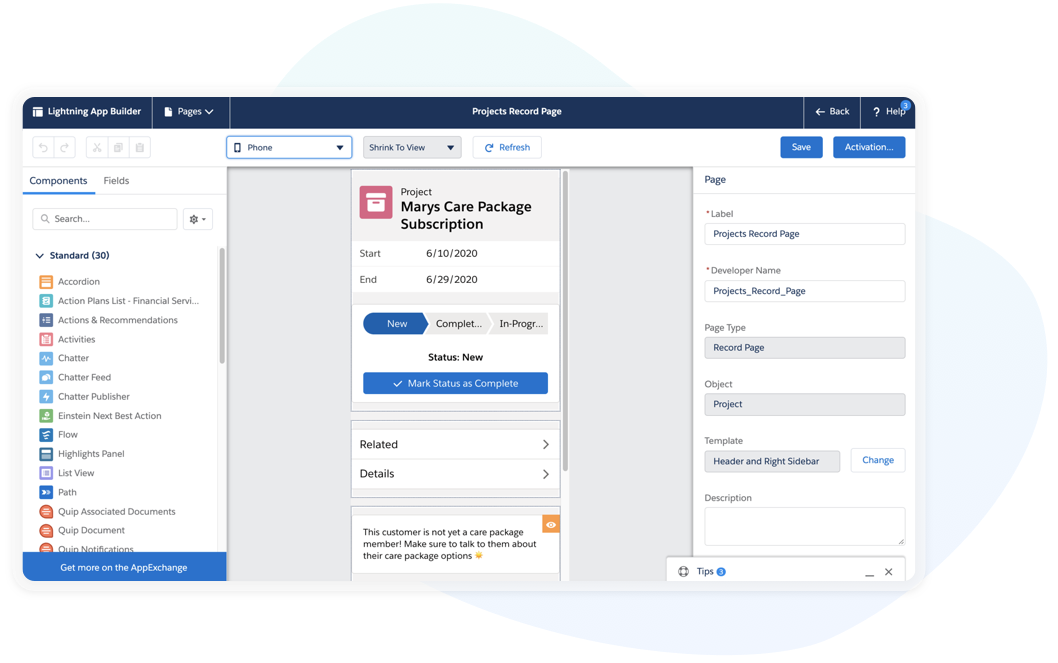 Lightning App Builder
Pages
Projects Record Page
Back
? Help
3
Phone
Shrink To View
Refresh
Save
Activation...
Components
Fields
Search...
Standard (30)
Accordion
Action Plans List - Financial Servi...
Actions & Recommendations
Activities
Chatter
Chatter Feed
Chatter Publisher
Einstein Next Best Action
Flow
Highlights Panel
List View
Path
Quip Associated Documents
Quip Document
Quip Notifications
Get more on the AppExchange
Project
Marys Care Package
Subscription
Start 6/10/2020
End 6/29/2020
New
Complet...
In-Progr...
Status: New
Mark Status as Complete
Related
Details
This customer is not yet a care package
member! Make sure to talk to them about
their care package options
Page
*Label
Projects Record Page
*Developer Name
Projects_Record_Page
Page Type
Record Page
Object
Project
Template
Header and Right Sidebar
Change
Description
Tips 3